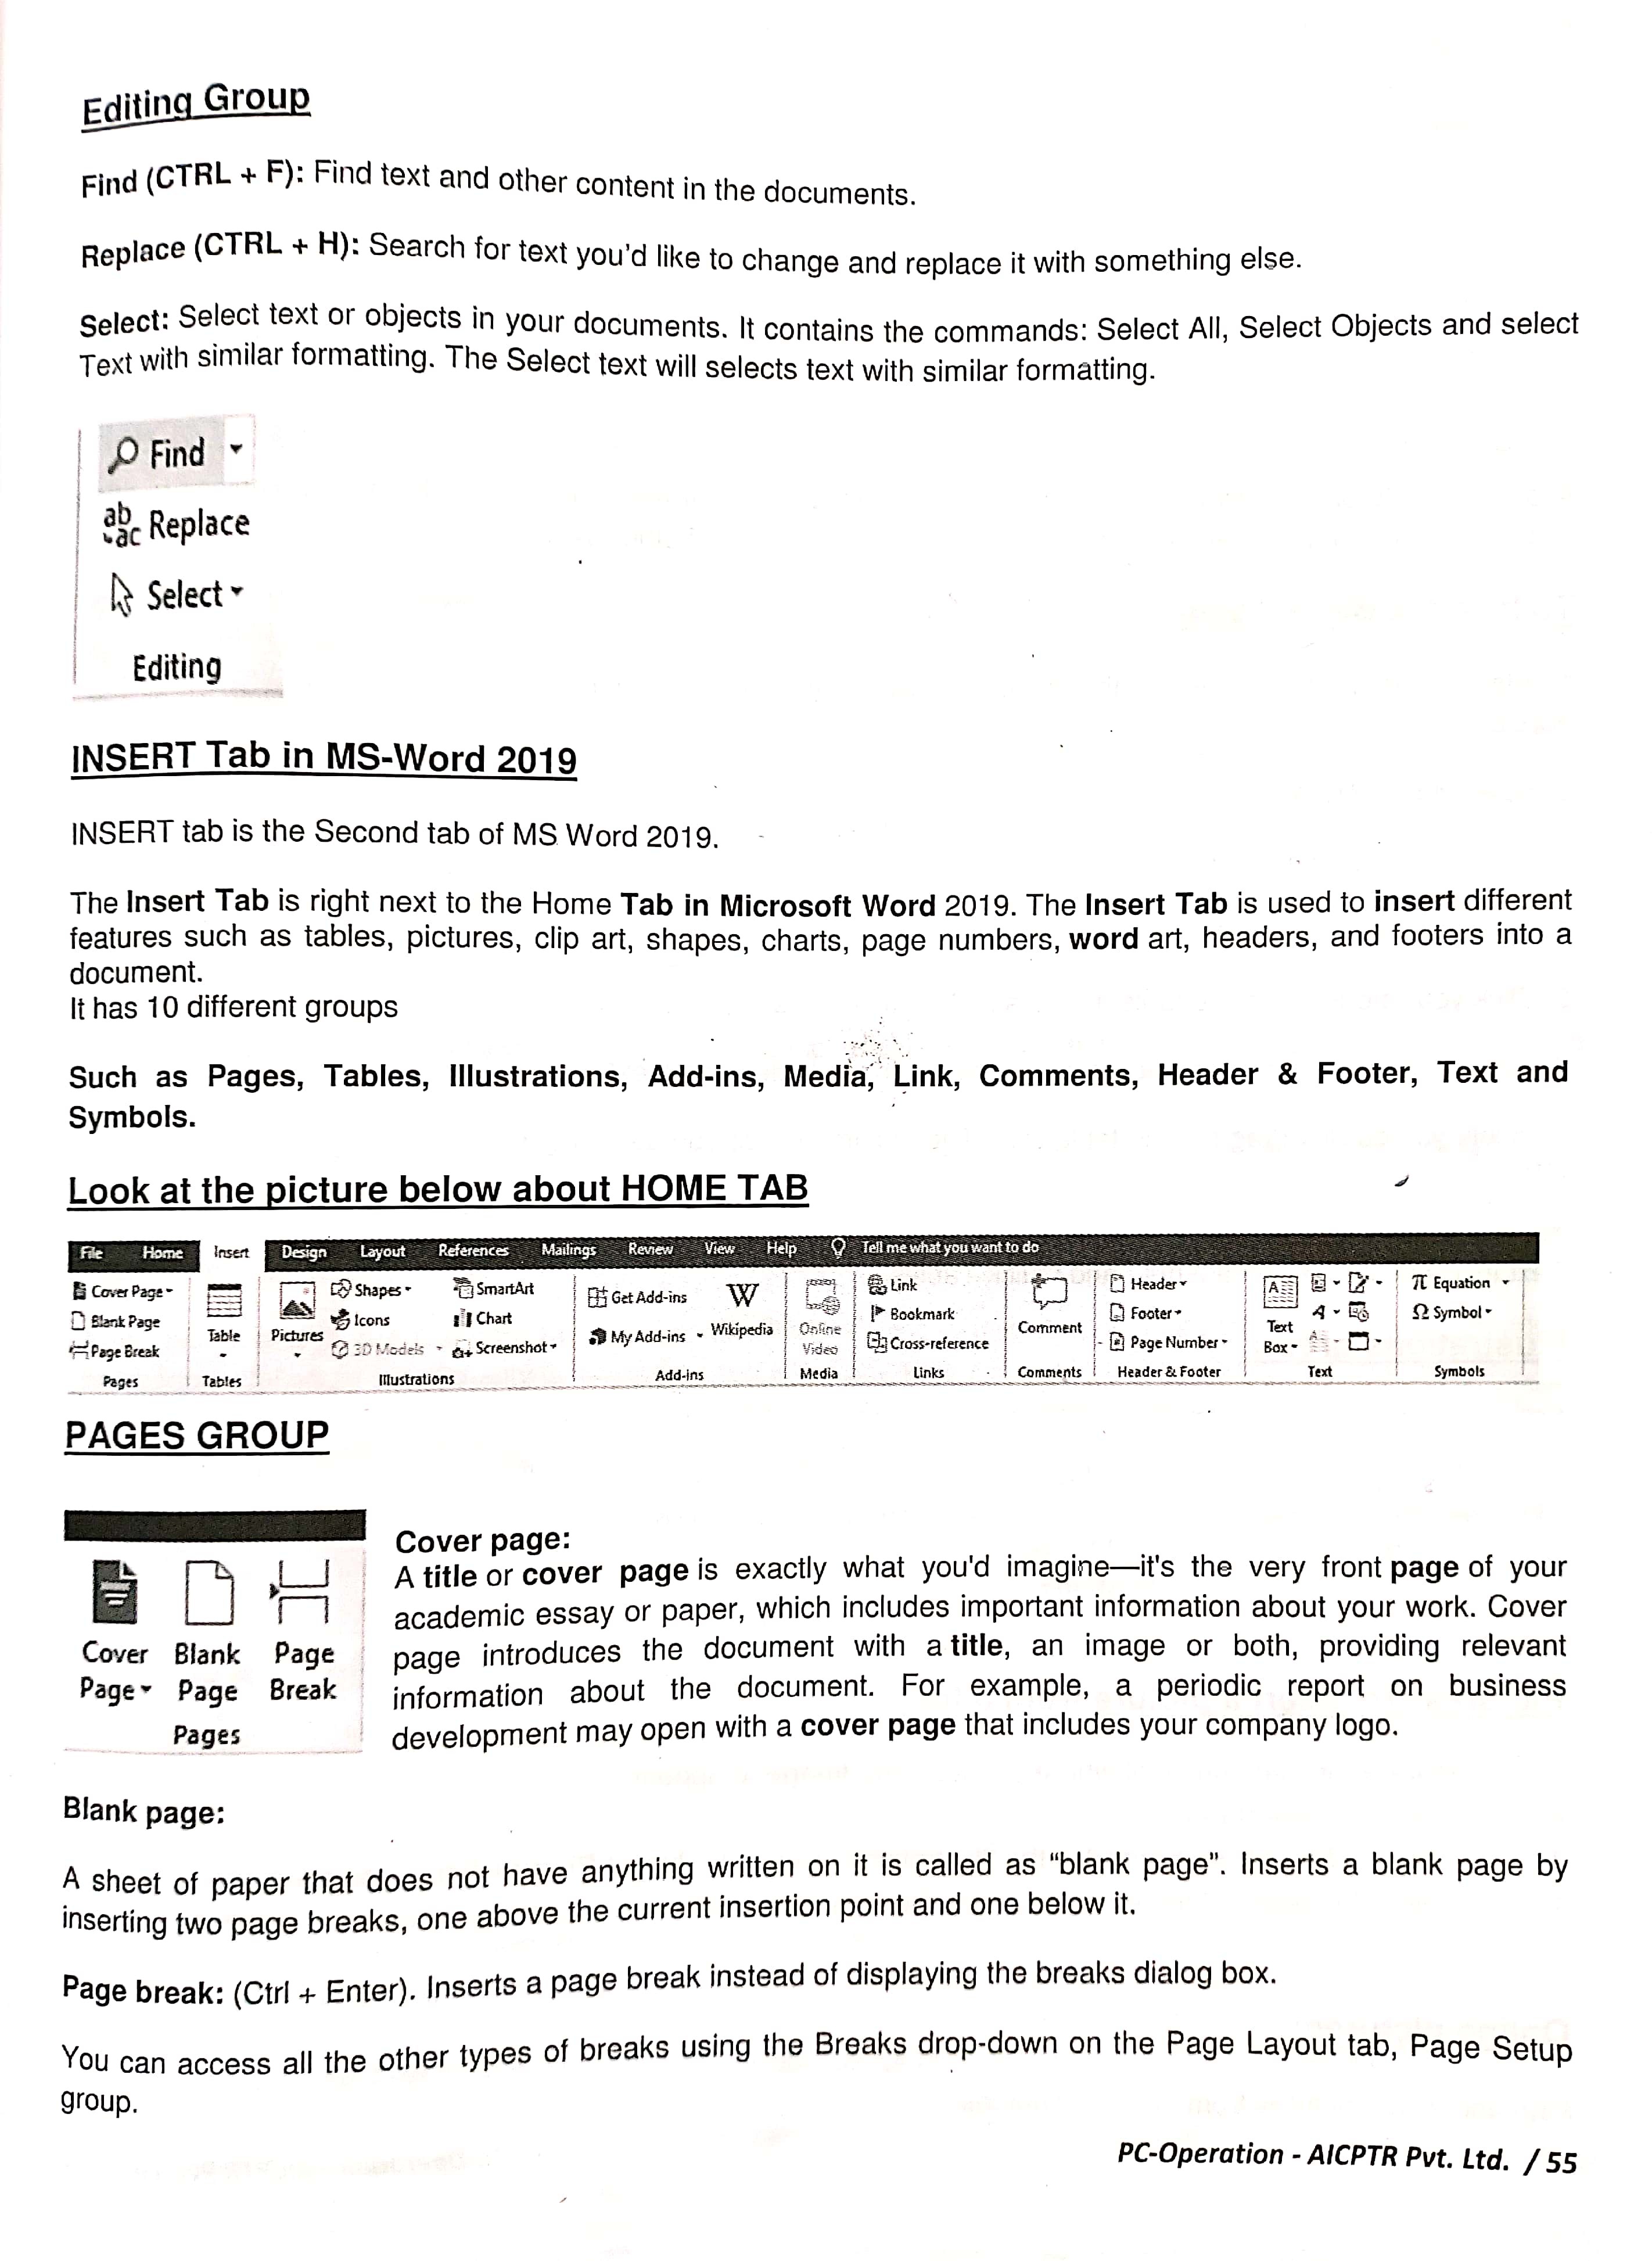 Editing Group
Find (CTRL + F): Find text and other content in the documents.
Replace (CTRL + H): Search for text you'd like to change and replace it with something else.
Select: Select text or objects in your documents. It contains the commands: Select All, Select Objects and select
Text with similar formatting. The Select text will selects text with similar formatting.
Find
Replace
Select
Editing
INSERT Tab in MS-Word 2019
INSERT tab is the Second tab of MS Word 2019.
The Insert Tab is right next to the Home Tab in Microsoft Word 2019. The Insert Tab is used to insert different
features such as tables, pictures, clip art, shapes, charts, page numbers, word art, headers, and footers into a
document.
It has 10 different groups
Such as Pages, Tables, Illustrations, Add-ins, Media, Link, Comments, Header & Footer, Text and
Symbols.
Look at the picture below about HOME TAB
File Home Insert Design Layout References Mailings Review View Help Tell me what you want to do
Cover Page Shapes SmartArt Link Header π Equation
Blank Page Icons Chart Get Add-ins W Bookmark Footer Ω Symbol
Page Break Table Pictures 3D Models Screenshot My Add-ins Wikipedia Online Video Cross-reference Comment Page Number Text Box
Pages Tables Illustrations Add-ins Media Links Comments Header & Footer Text Symbols
PAGES GROUP
Cover Blank Page
Page Page Break
Pages
Cover page:
A title or cover page is exactly what you'd imagine—it's the very front page of your
academic essay or paper, which includes important information about your work. Cover
page introduces the document with a title, an image or both, providing relevant
information about the document. For example, a periodic report on business
development may open with a cover page that includes your company logo.
Blank page:
A sheet of paper that does not have anything written on it is called as “blank page”. Inserts a blank page by
inserting two page breaks, one above the current insertion point and one below it.
Page break: (Ctrl + Enter). Inserts a page break instead of displaying the breaks dialog box.
You can access all the other types of breaks using the Breaks drop-down on the Page Layout tab, Page Setup
group.
PC-Operation - AICPTR Pvt. Ltd. / 55